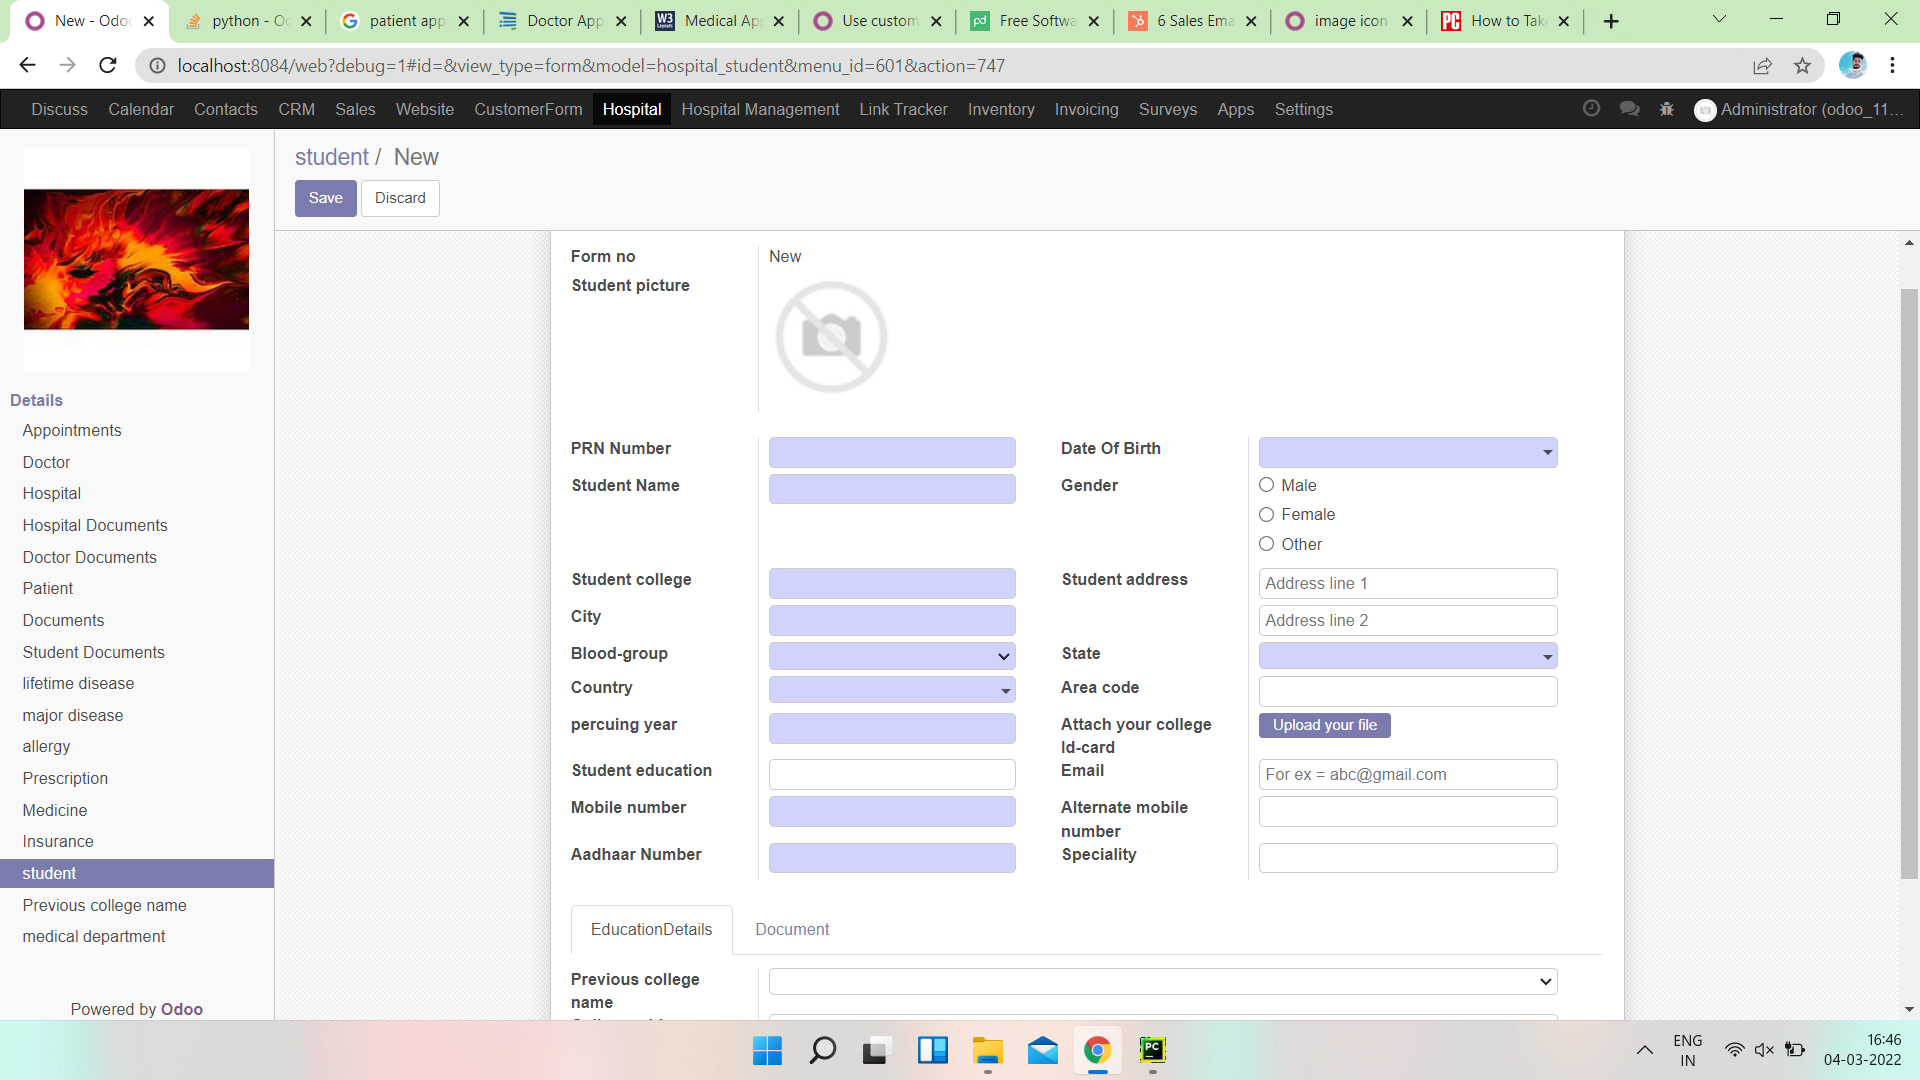 New - Odoo
python - Od
patient app
Doctor App
Medical Ap
Use custom
Free Softwa
6 Sales Ema
image icon
How to Tak
localhost:8084/web?debug=1#id=&view_type=form&model=hospital_student&menu_id=601&action=747
Discuss Calendar Contacts CRM Sales Website CustomerForm Hospital Hospital Management Link Tracker Inventory Invoicing Surveys Apps Settings Administrator (odoo_11...
student / New
Save Discard
Form no New
Student picture
PRN Number Date Of Birth
Student Name Gender Male
Female
Other
Student college Student address Address line 1
City Address line 2
Blood-group State
Country Area code
percuing year Attach your college Id-card Upload your file
Student education Email For ex = abc@gmail.com
Mobile number Alternate mobile number
Aadhaar Number Speciality
EducationDetails Document
Previous college name
Details
Appointments
Doctor
Hospital
Hospital Documents
Doctor Documents
Patient
Documents
Student Documents
lifetime disease
major disease
allergy
Prescription
Medicine
Insurance
student
Previous college name
medical department
Powered by Odoo
ENG
IN
16:46
04-03-2022